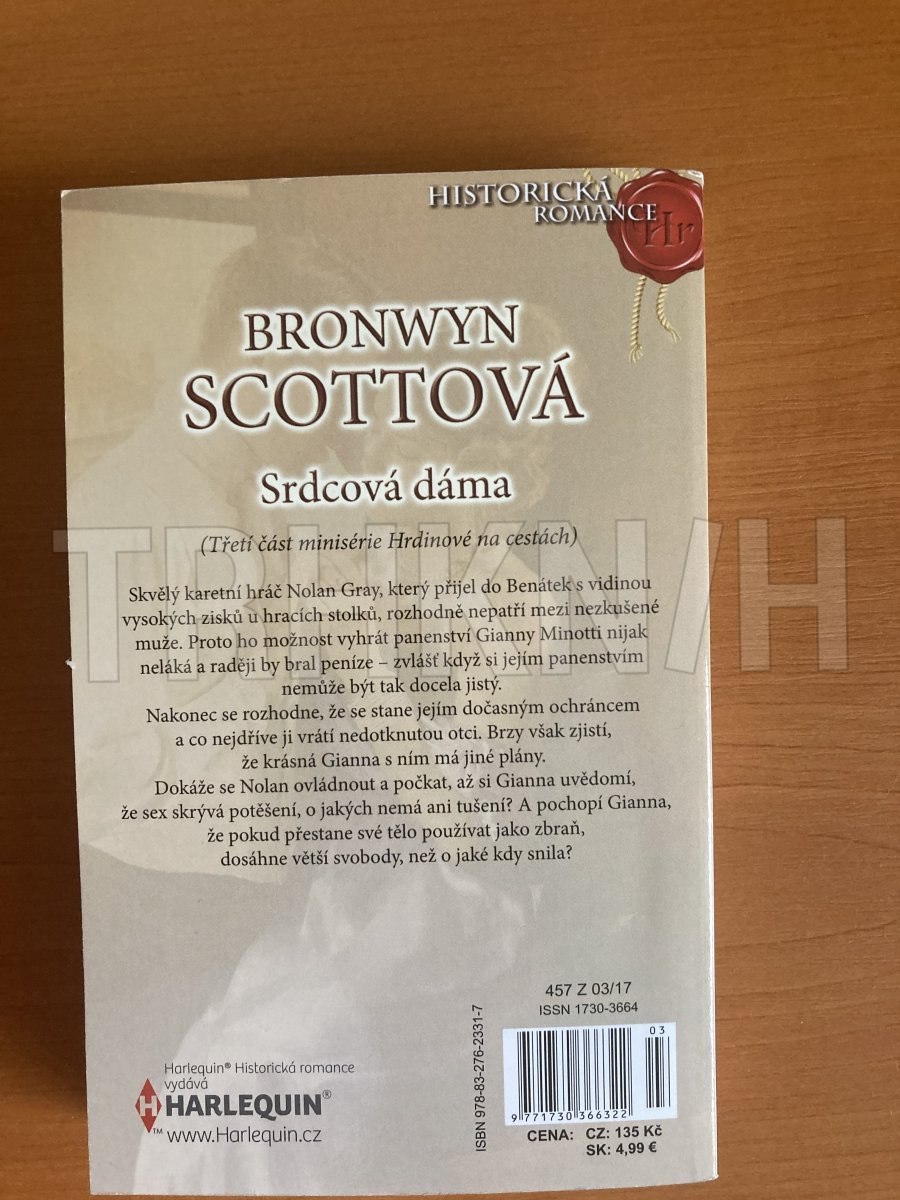 HISTORICKÁ
ROMANCE
Hr
BRONWYN
SCOTTOVÁ
Srdcová dáma
(Třetí část minisérie Hrdinové na cestách)
TRHKNIH
Skvělý karetní hráč Nolan Gray, který přijel do Benátek s vidinou
vysokých zisků u hracích stolků, rozhodně nepatří mezi nezkušené
muže. Proto ho možnost vyhrát panenství Gianny Minotti nijak
neláká a raději by bral peníze – zvlášť když si jejím panenstvím
nemůže být tak docela jistý.
Nakonec se rozhodne, že se stane jejím dočasným ochráncem
a co nejdříve ji vrátí nedotknutou otci. Brzy však zjistí,
že krásná Gianna s ním má jiné plány.
Dokáže se Nolan ovládnout a počkat, až si Gianna uvědomí,
že sex skrývá potěšení, o jakých nemá ani tušení? A pochopí Gianna,
že pokud přestane své tělo používat jako zbraň,
dosáhne větší svobody, než o jaké kdy snila?
457 Z 03/17
ISSN 1730-3664
03
ISBN 978-83-276-2331-7
9 771730 366322
CENA: CZ: 135 Kč
SK: 4,99 €
Harlequin® Historická romance
vydává
H HARLEQUIN®
™ www.Harlequin.cz